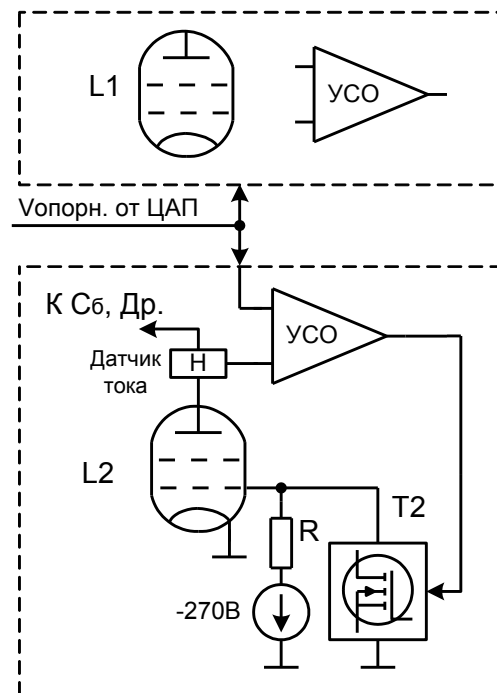 L1
УСО
Vопорн. от ЦАП
К Сб, Др.
УСО
Датчик
тока
Н
L2
T2
R
-270В